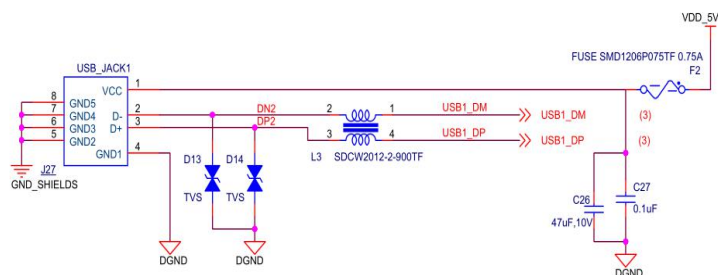 VDD_5V
FUSE SMD1206P075TF 0.75A
F2
USB_JACK1
VCC 1
8 GND5
7 GND4 D- 2 DN2 2 1 USB1_DM USB1_DM (3)
6 GND3 D+ 3 DP2 3 4 USB1_DP USB1_DP (3)
5 GND2
GND1 4
L3 SDCW2012-2-900TF
J27
GND_SHIELDS
D13 D14
TVS TVS
C26
47uF,10V
C27
0.1uF
DGND
DGND
DGND